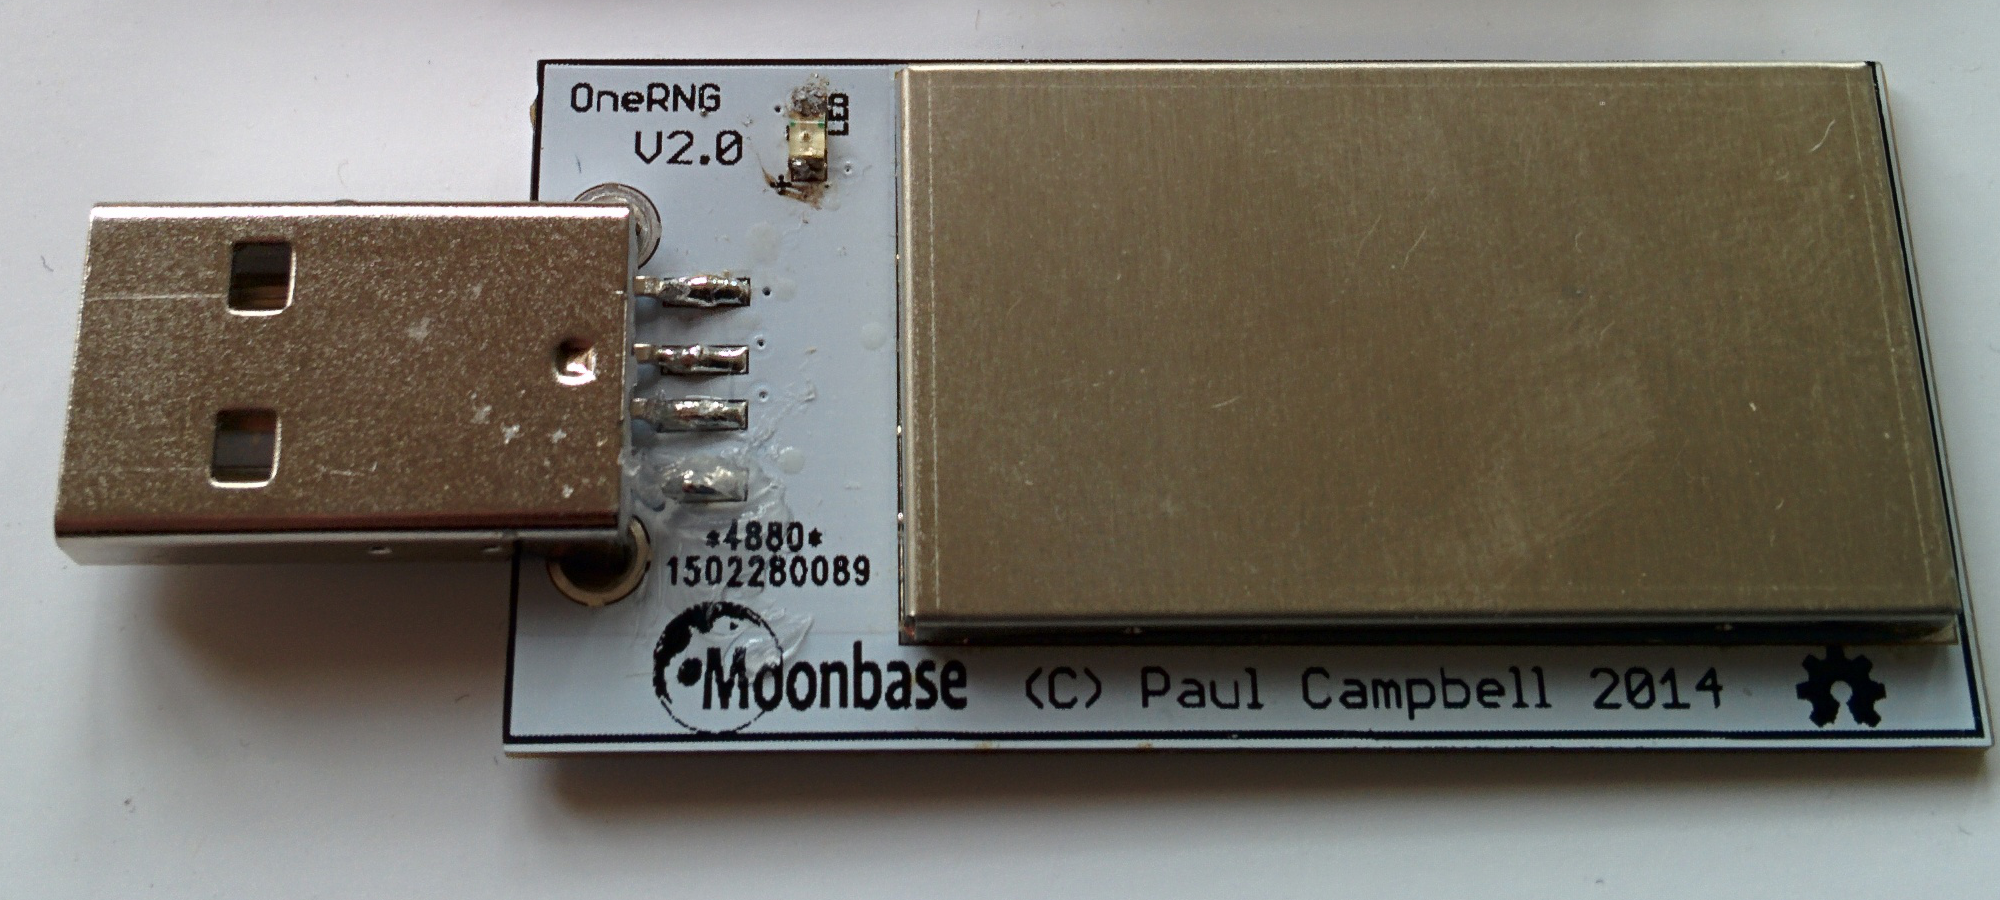 OneRNG
V2.0
LED
+
*4880*
1502280089
Moonbase (C) Paul Campbell 2014